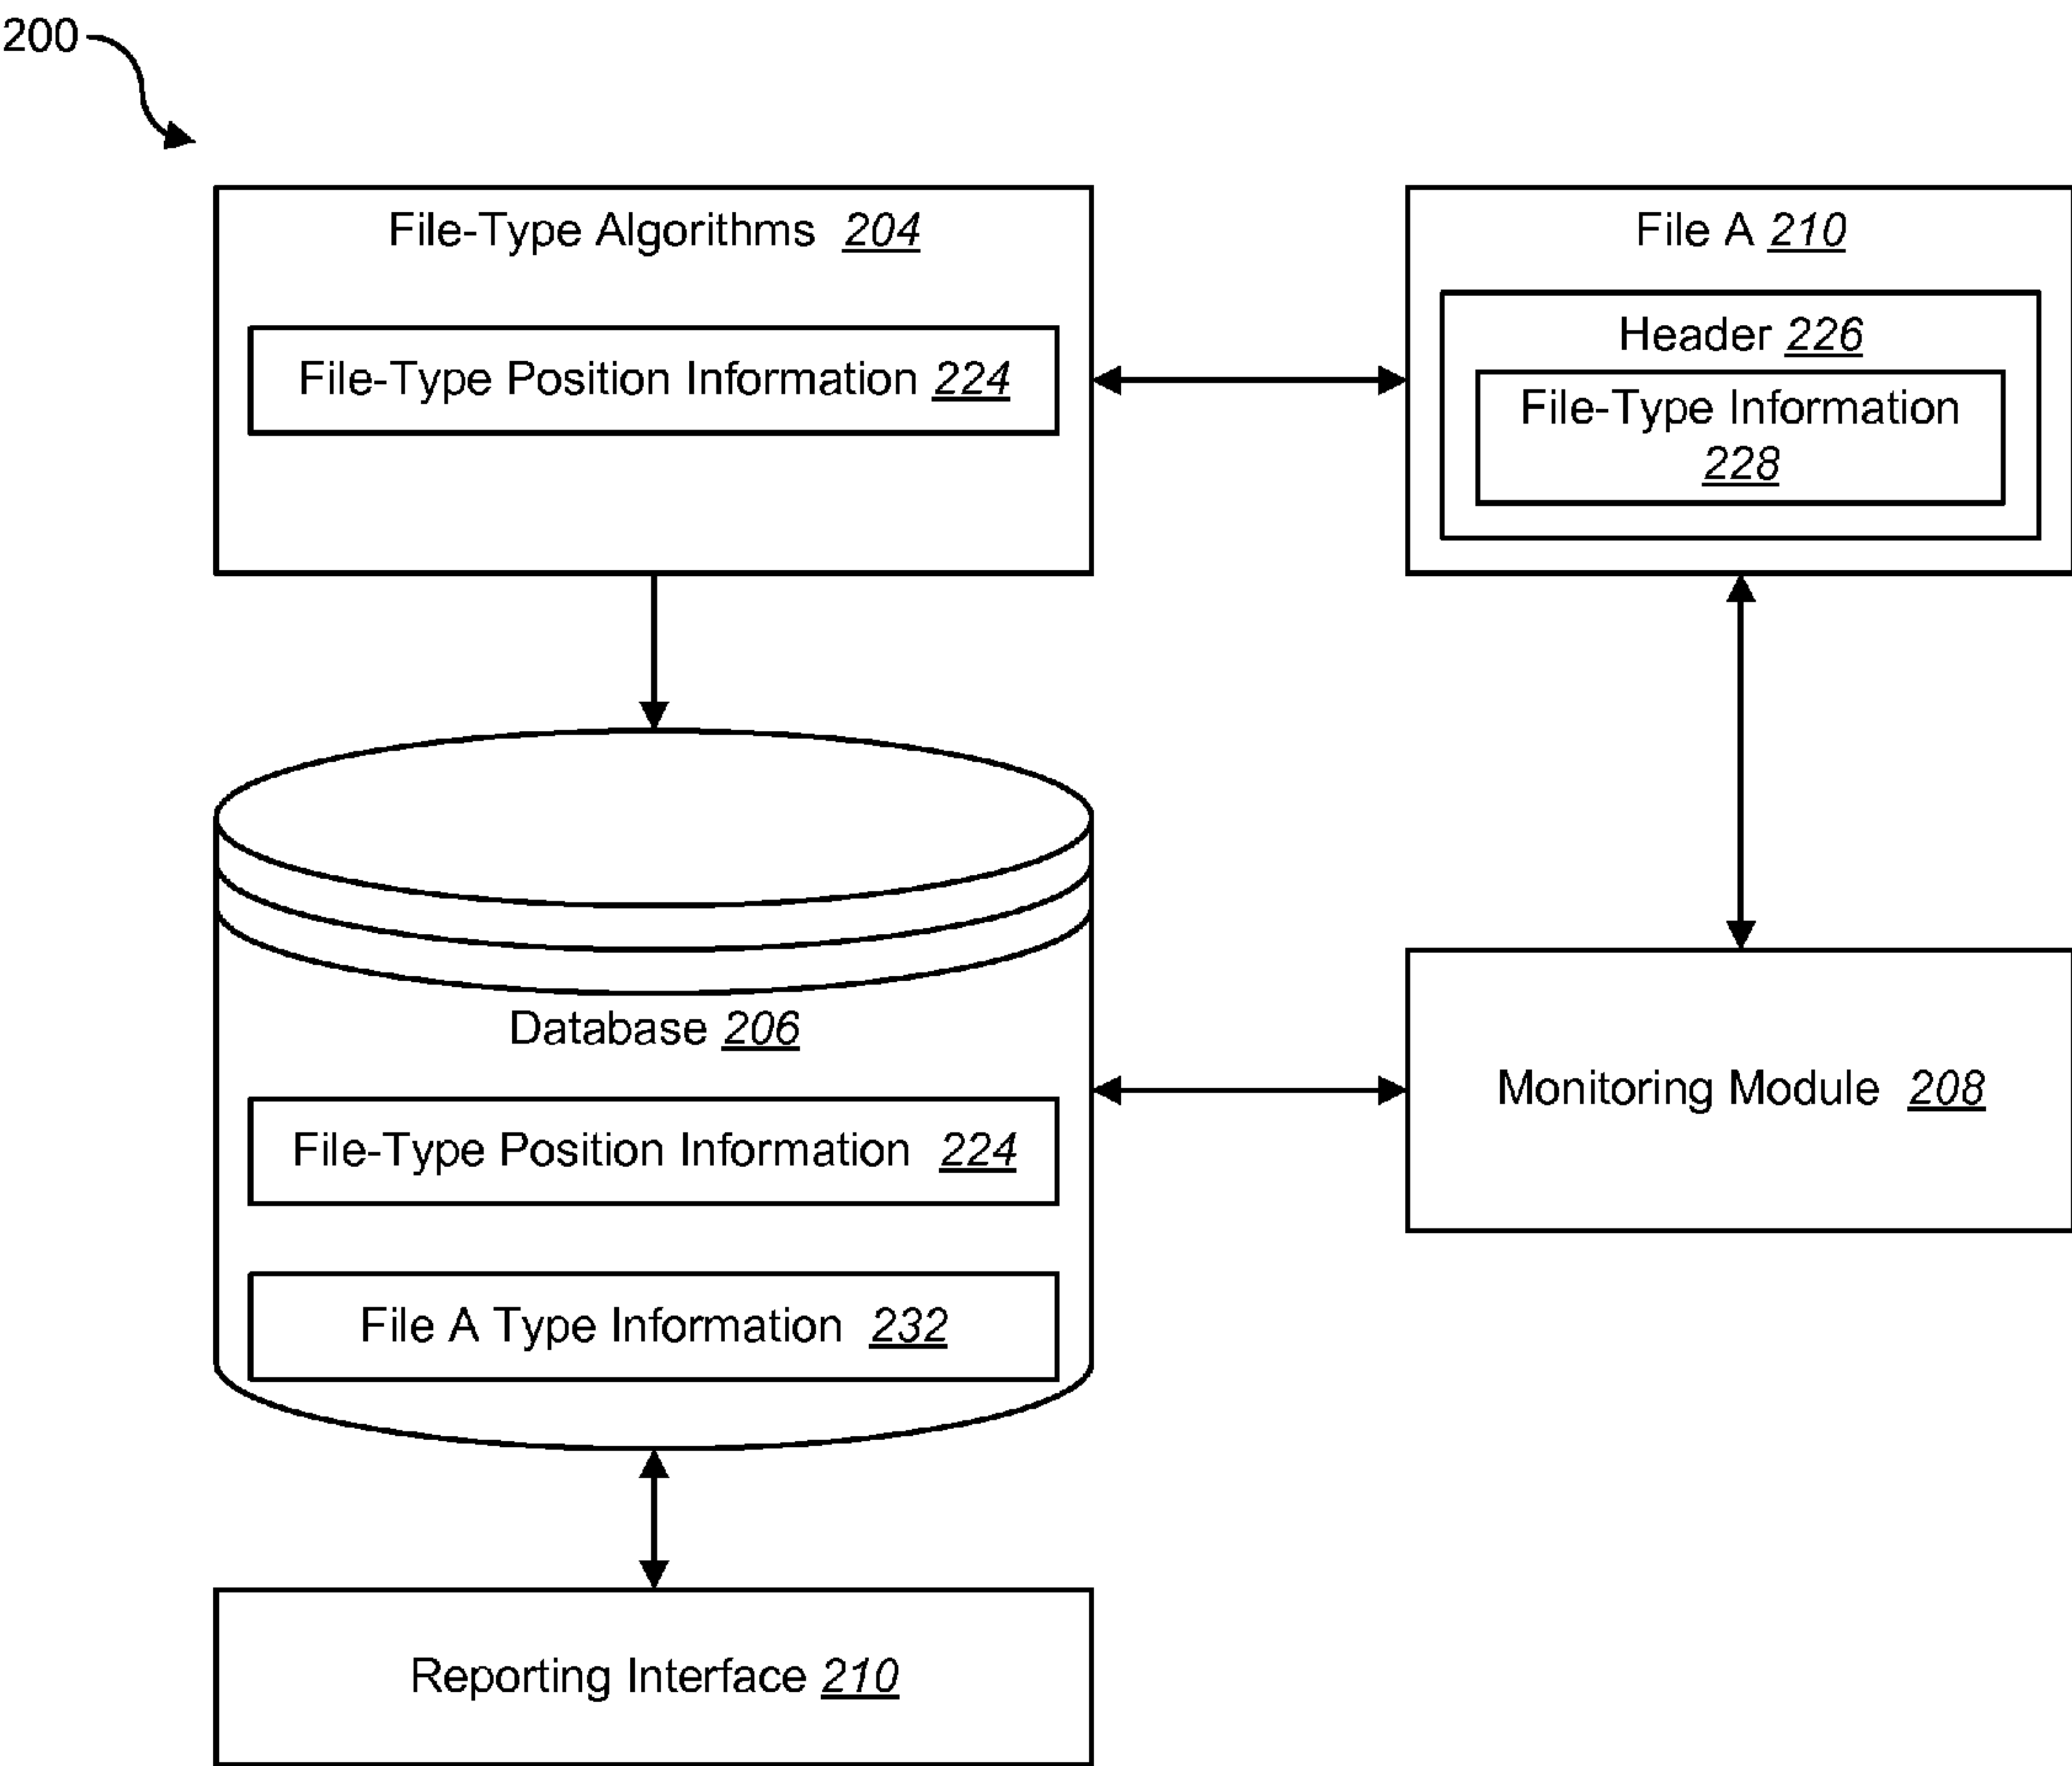 200
File-Type Algorithms 204
File-Type Position Information 224
File A 210
Header 226
File-Type Information
228
Database 206
File-Type Position Information 224
File A Type Information 232
Monitoring Module 208
Reporting Interface 210